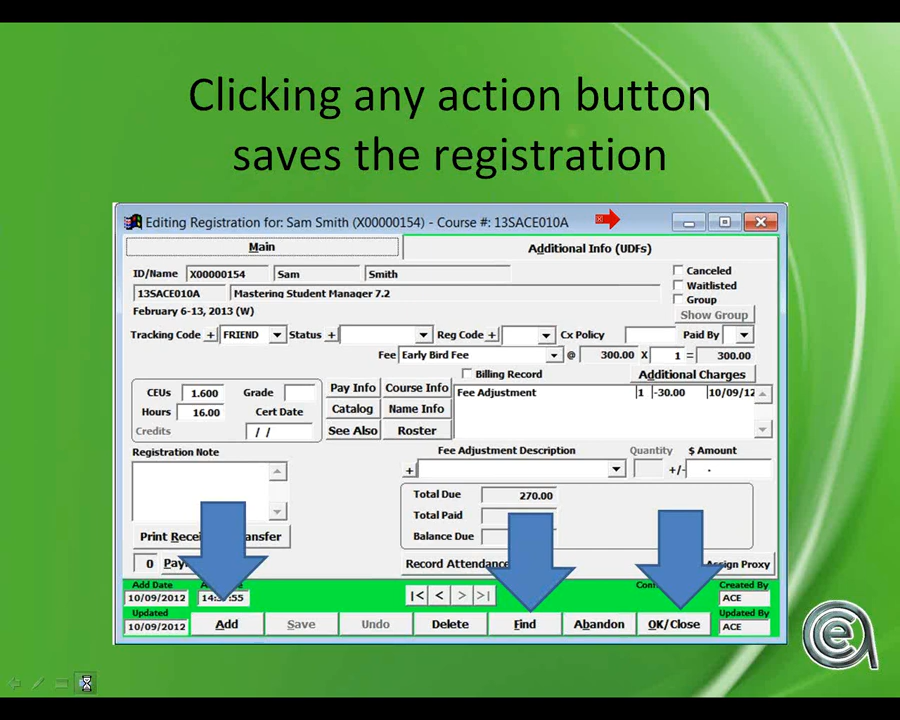 Clicking any action button
saves the registration
Editing Registration for: Sam Smith (X00000154) - Course #: 13SACE010A
Main
Additional Info (UDFs)
ID/Name X00000154 Sam Smith
Canceled
13SACE010A Mastering Student Manager 7.2
Waitlisted
Group
February 6-13, 2013 (W)
Show Group
Tracking Code + FRIEND Status + Reg Code + Cx Policy Paid By
Fee Early Bird Fee @ 300.00 X 1 = 300.00
Billing Record
Additional Charges
CEUs 1.600 Grade
Pay Info Course Info
Fee Adjustment 1 -30.00 10/09/12
Hours 16.00 Cert Date
Catalog Name Info
Credits / /
See Also Roster
Registration Note
Fee Adjustment Description Quantity $ Amount
+ +/- .
Total Due 270.00
Total Paid
Print
Balance Due
0
Record Attendance
Assign Proxy
Add Date
Created By
10/09/2012
|< < > >|
ACE
Updated
Updated By
10/09/2012 Add Save Undo Delete Find Abandon OK/Close ACE